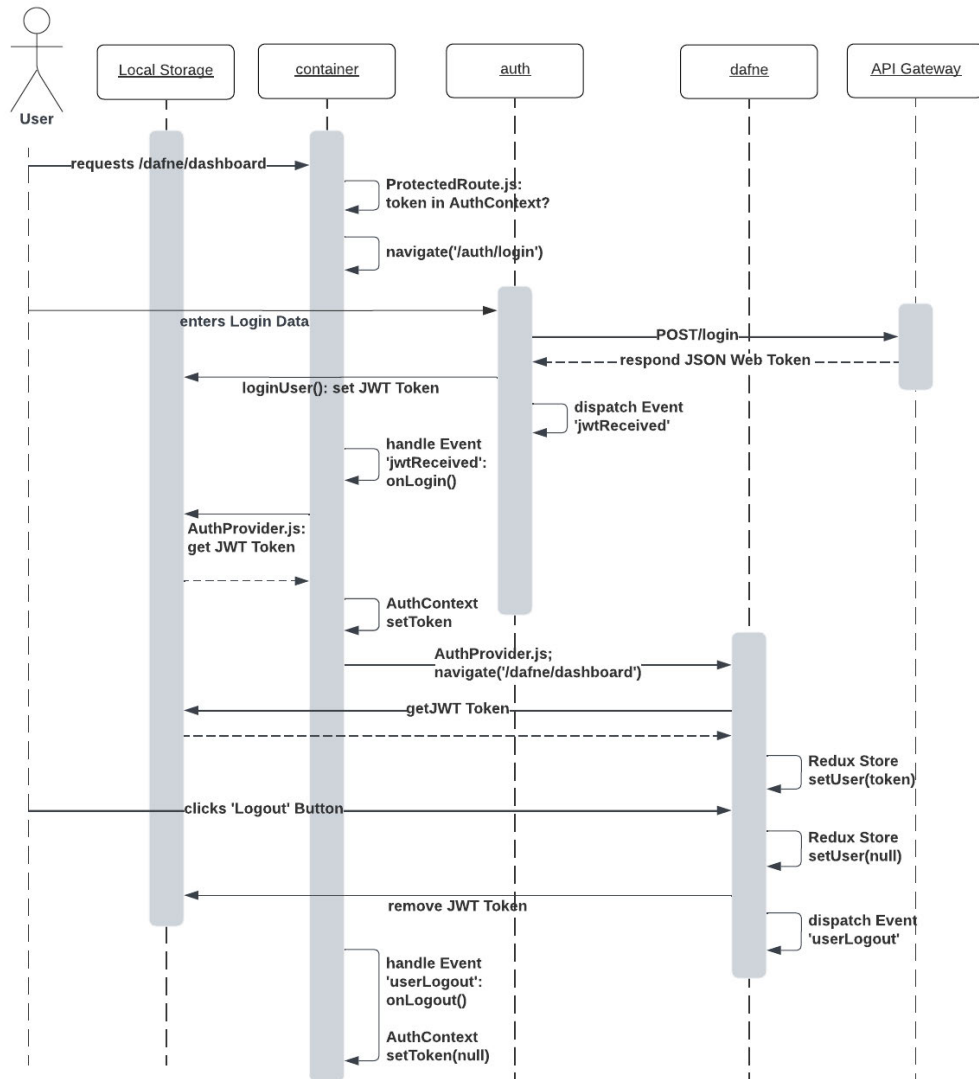 Local Storage
container
auth
dafne
API Gateway
User
requests /dafne/dashboard
ProtectedRoute.js:
token in AuthContext?
navigate('/auth/login')
enters Login Data
POST/login
respond JSON Web Token
loginUser(): set JWT Token
dispatch Event
'jwtReceived'
handle Event
'jwtReceived':
onLogin()
AuthProvider.js:
get JWT Token
AuthContext
setToken
AuthProvider.js;
navigate('/dafne/dashboard')
getJWT Token
Redux Store
setUser(token)
clicks 'Logout' Button
Redux Store
setUser(null)
remove JWT Token
dispatch Event
'userLogout'
handle Event
'userLogout':
onLogout()
AuthContext
setToken(null)